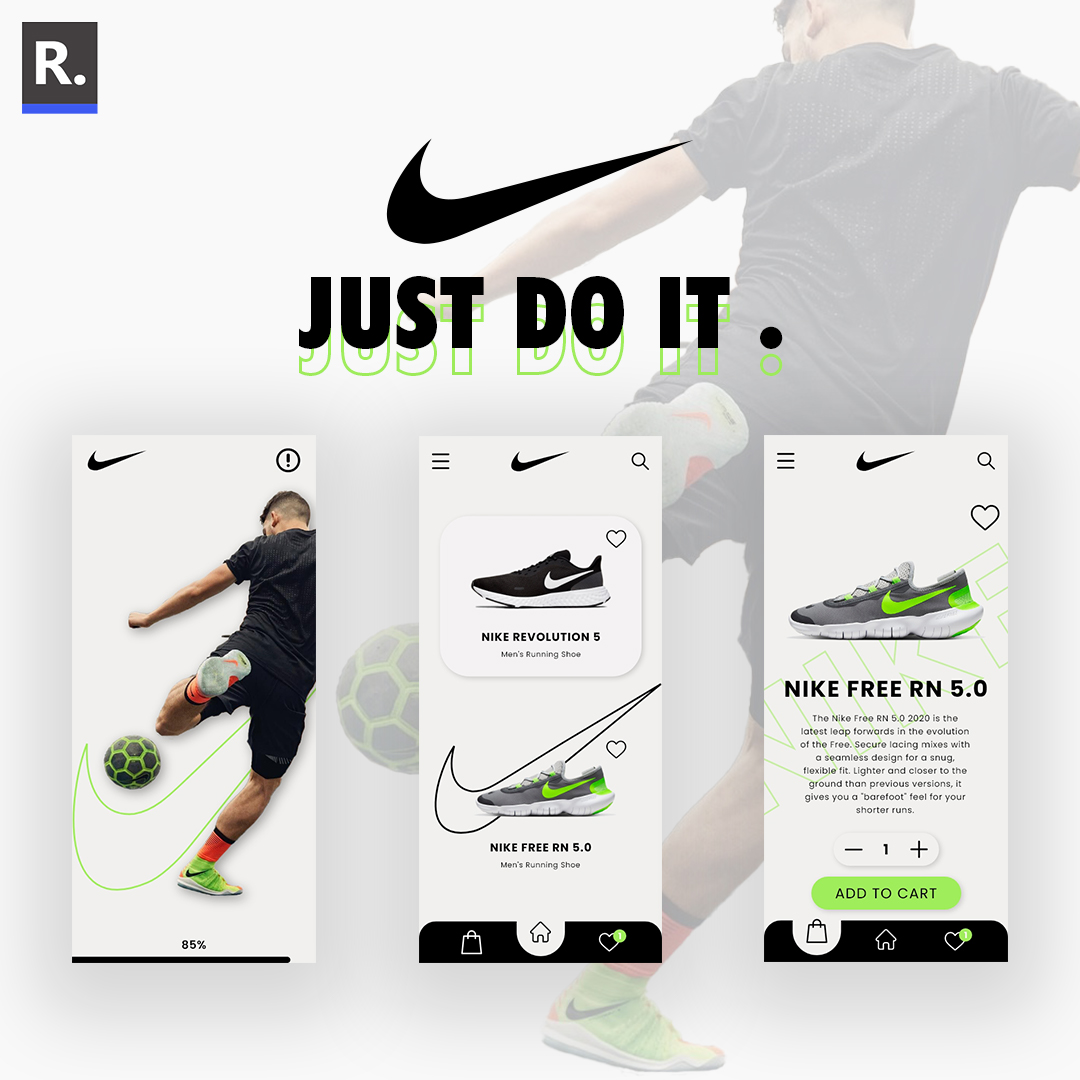 R.
JUST DO IT .
JUST DO IT .
85%
NIKE REVOLUTION 5
Men's Running Shoe
NIKE FREE RN 5.0
Men's Running Shoe
1
NIKE
NIKE FREE RN 5.0
The Nike Free RN 5.0 2020 is the
latest leap forwards in the evolution
of the Free. Secure lacing mixes with
a seamless design for a snug,
flexible fit. Lighter and closer to the
ground than previous versions, it
gives you a "barefoot" feel for your
shorter runs.
1
ADD TO CART
1